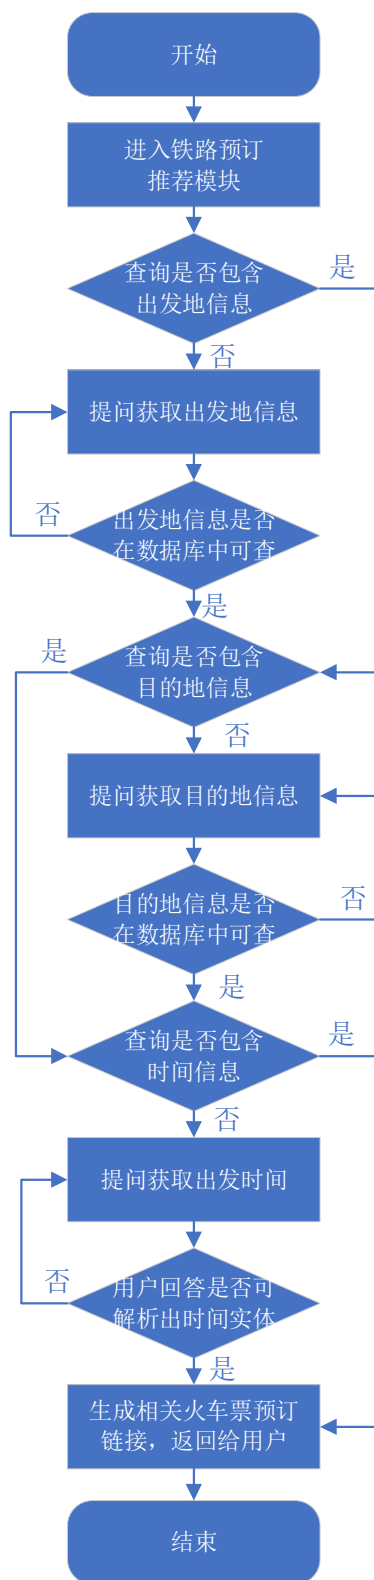 开始
进入铁路预订
推荐模块
查询是否包含
出发地信息
是
否
提问获取出发地信息
否
出发地信息是否
在数据库中可查
是
是
查询是否包含
目的地信息
否
提问获取目的地信息
目的地信息是否
在数据库中可查
否
是
查询是否包含
时间信息
是
否
提问获取出发时间
否
用户回答是否可
解析出时间实体
是
生成相关火车票预订
链接，返回给用户
结束